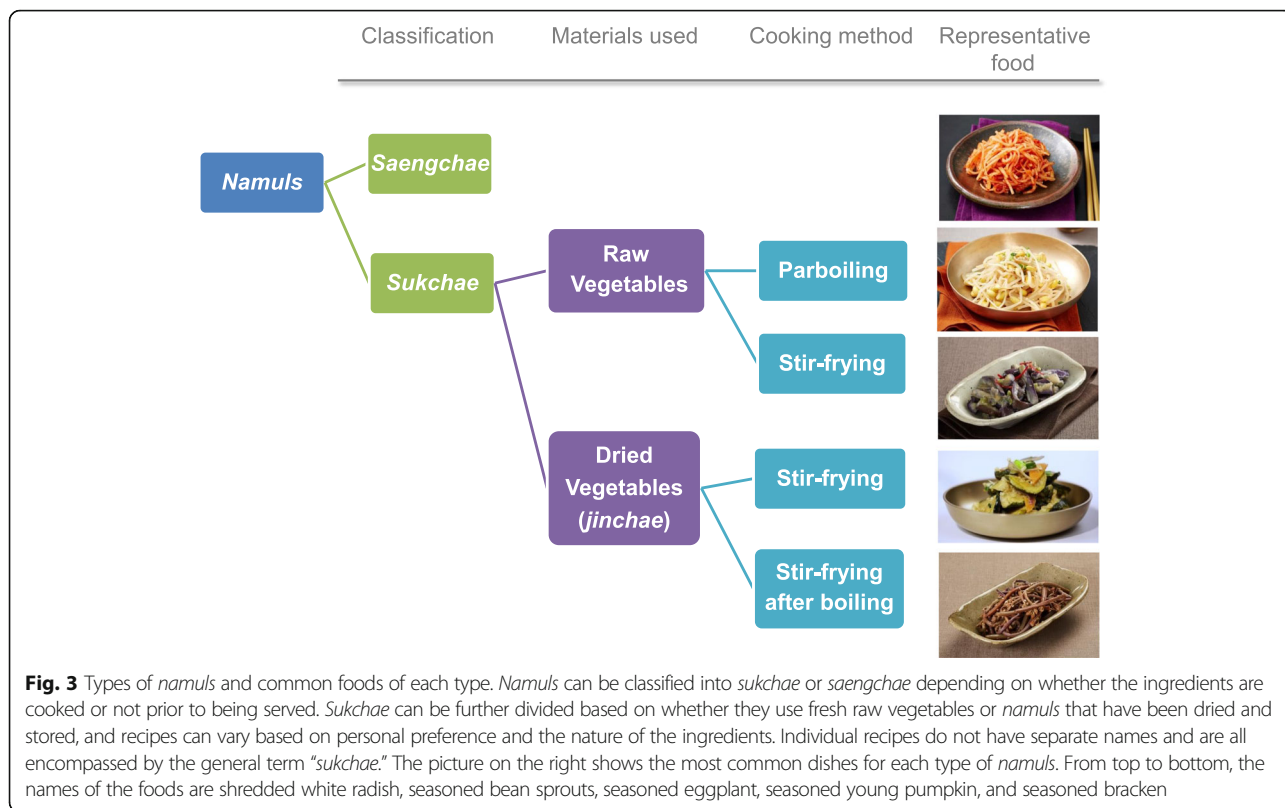 Classification Materials used Cooking method Representative
food
Namuls
Saengchae
Sukchae
Raw
Vegetables
Parboiling
Stir-frying
Dried
Vegetables
(jinchae)
Stir-frying
Stir-frying
after boiling
Fig. 3 Types of namuls and common foods of each type. Namuls can be classified into sukchae or saengchae depending on whether the ingredients are
cooked or not prior to being served. Sukchae can be further divided based on whether they use fresh raw vegetables or namuls that have been dried and
stored, and recipes can vary based on personal preference and the nature of the ingredients. Individual recipes do not have separate names and are all
encompassed by the general term “sukchae.” The picture on the right shows the most common dishes for each type of namuls. From top to bottom, the
names of the foods are shredded white radish, seasoned bean sprouts, seasoned eggplant, seasoned young pumpkin, and seasoned bracken